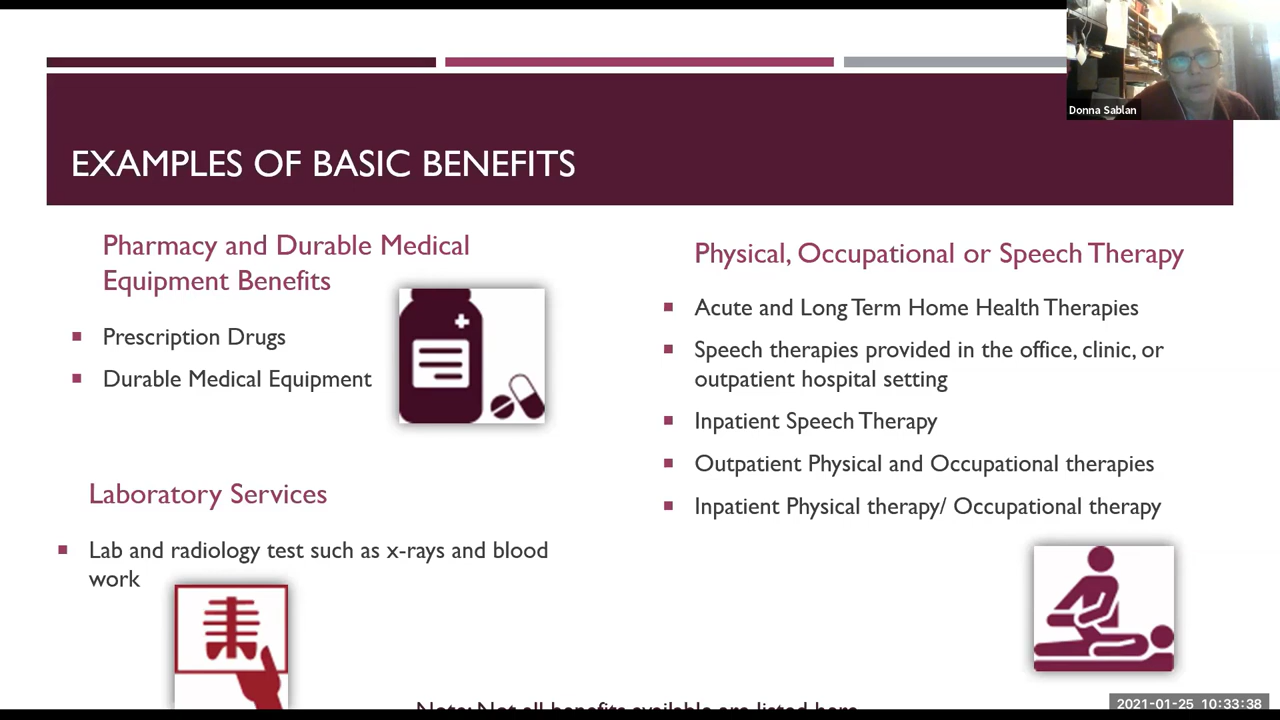 Donna Sablan
EXAMPLES OF BASIC BENEFITS
Pharmacy and Durable Medical
Equipment Benefits
Prescription Drugs
Durable Medical Equipment
Laboratory Services
Lab and radiology test such as x-rays and blood
work
Physical, Occupational or Speech Therapy
Acute and Long Term Home Health Therapies
Speech therapies provided in the office, clinic, or
outpatient hospital setting
Inpatient Speech Therapy
Outpatient Physical and Occupational therapies
Inpatient Physical therapy/ Occupational therapy
Note: Not all benefits available are listed here
2021-01-25 10:33:38